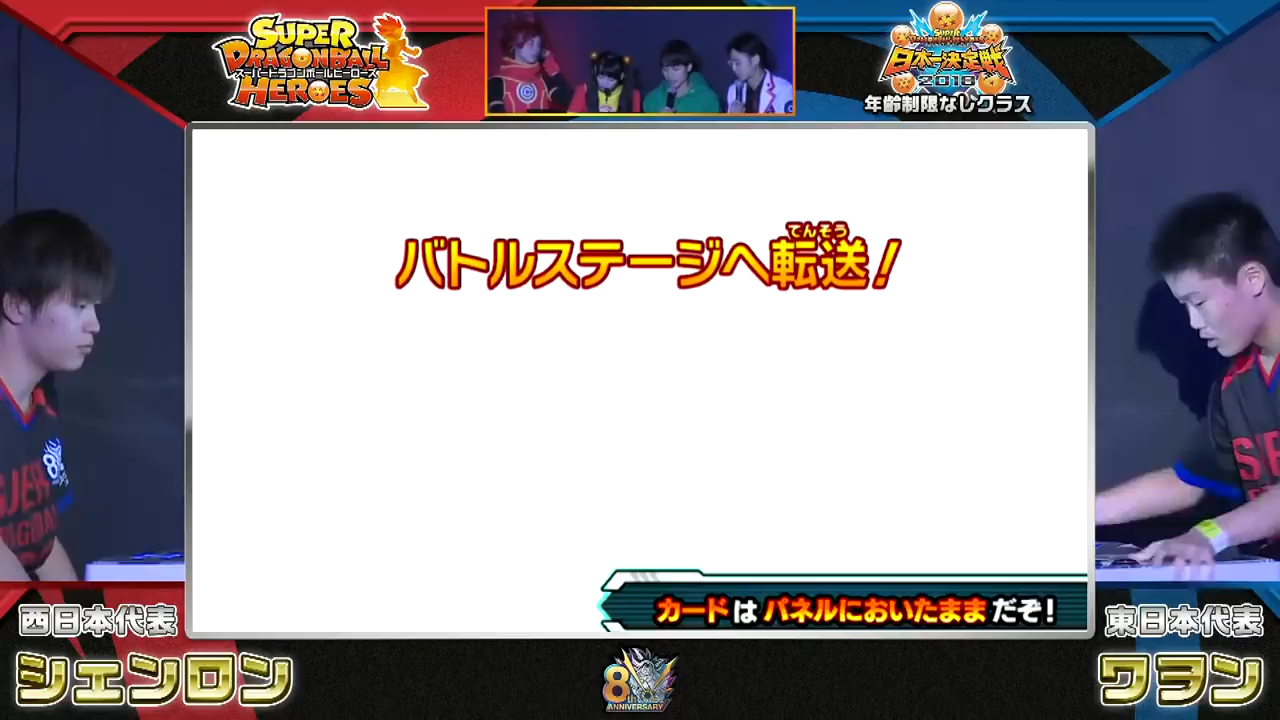 SUPER
DRAGONBALL
スーパードラゴンボールヒーローズ
HEROES
SUPER
日本一決定戦
2018
年齢制限なしクラス
てんそう
バトルステージへ転送!
カードはパネルにおいたままだぞ!
西日本代表
シェンロン
8
ANNIVERSARY
東日本代表
ワヲン